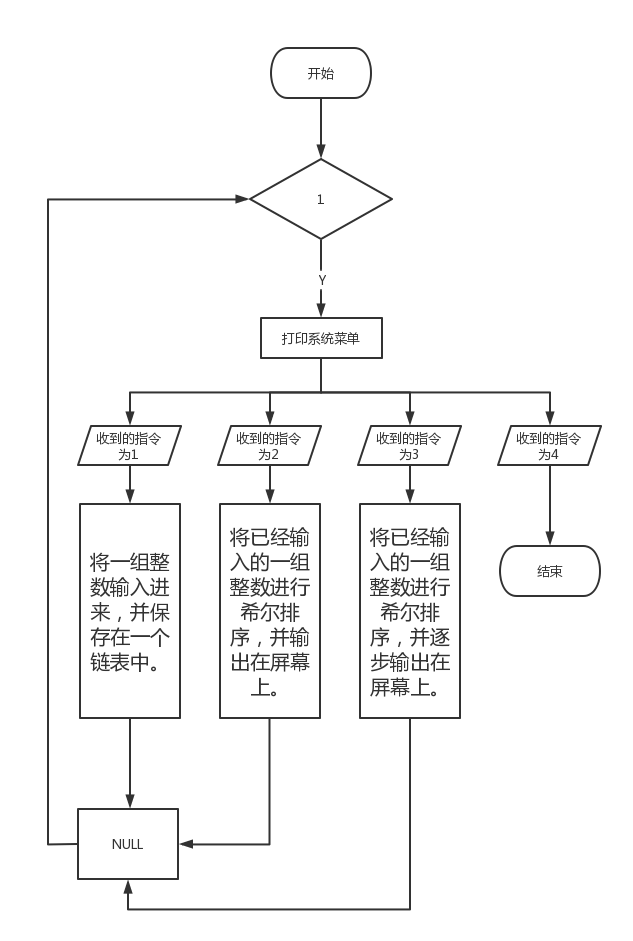 开始
1
Y
打印系统菜单
收到的指令
为1
收到的指令
为2
收到的指令
为3
收到的指令
为4
将一组整
数输入进
来，并保
存在一个
链表中。
将已经输
入的一组
整数进行
希尔排
序，并输
出在屏幕
上。
将已经输
入的一组
整数进行
希尔排
序，并逐
步输出在
屏幕上。
结束
NULL